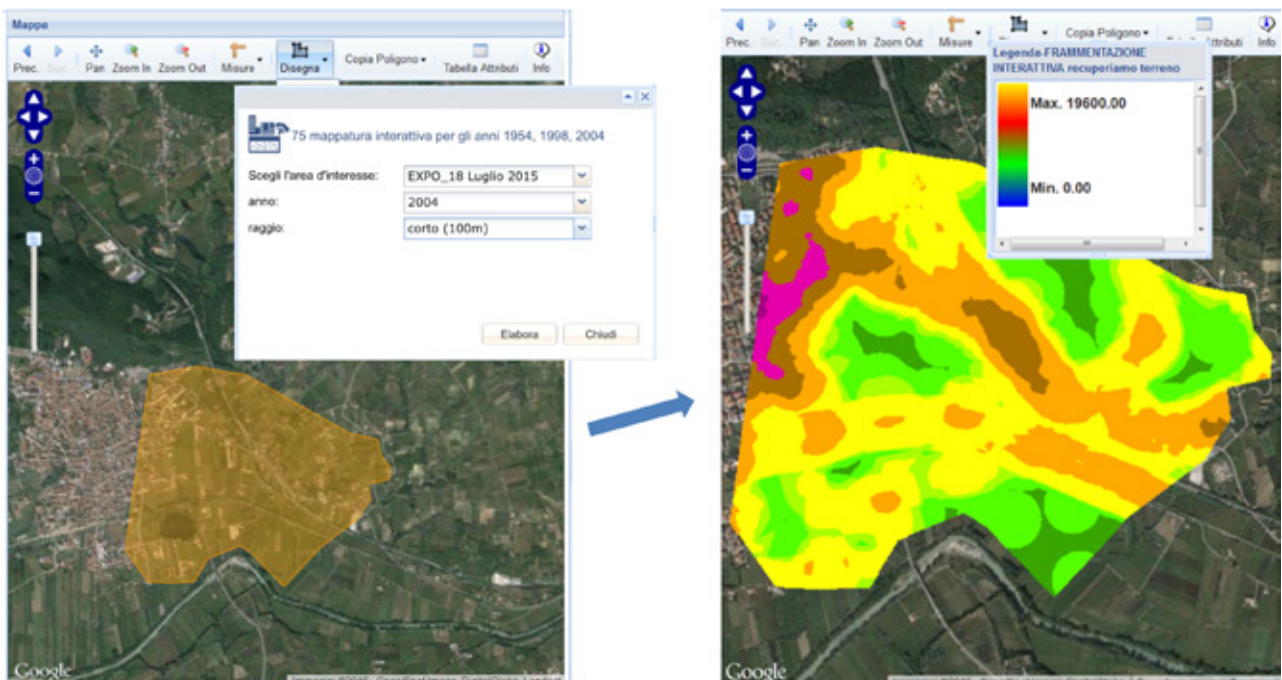 Mappa
Prec. Suc. Pan Zoom In Zoom Out Misure Disegna Copia Poligono Tabella Attributi Info
75 mappatura interattiva per gli anni 1954, 1998, 2004
Scegli l'area d'interesse: EXPO_18 Luglio 2015
anno: 2004
raggio: corto (100m)
Elabora Chiudi
Google
Prec. Suc. Pan Zoom In Zoom Out Misure Copia Poligono Attributi Info
Legenda-FRAMMENTAZIONE
INTERATTIVA recuperiamo terreno
Max. 19600.00
Min. 0.00
Google